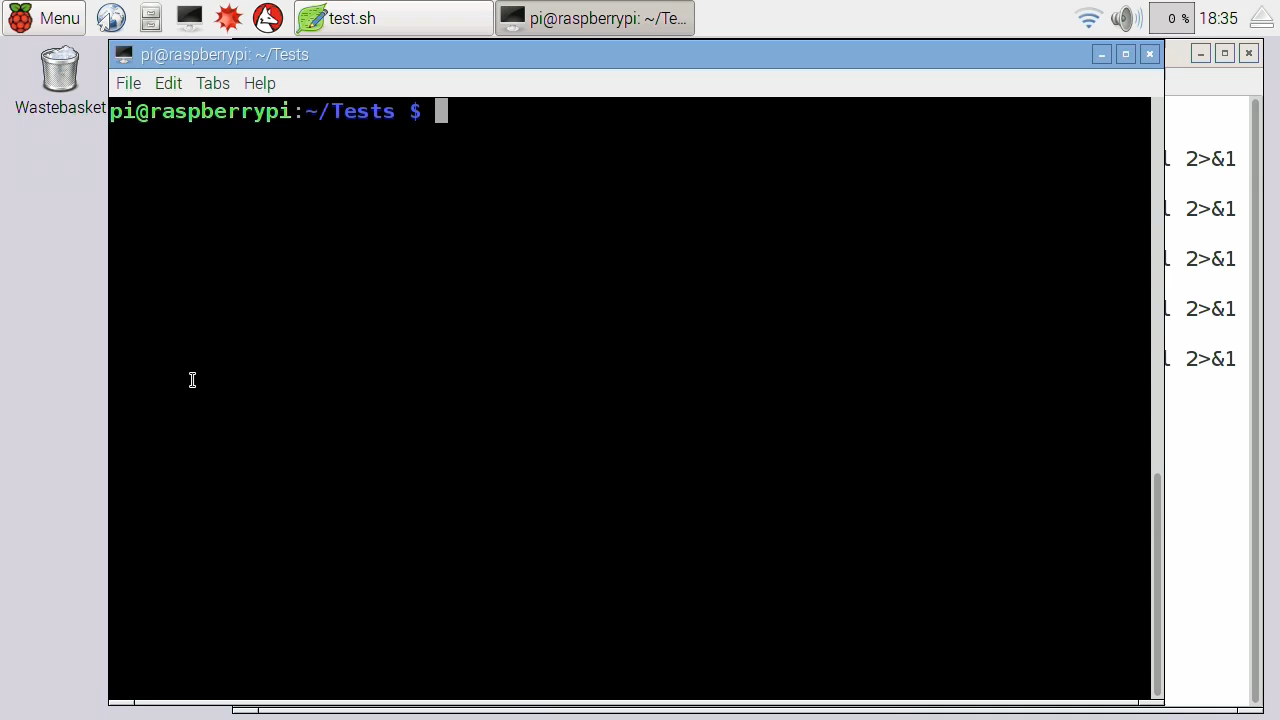 Menu
test.sh
pi@raspberrypi: ~/Te...
0 %
18:35
Wastebasket
pi@raspberrypi: ~/Tests
File Edit Tabs Help
pi@raspberrypi:~/Tests $
2>&1
2>&1
2>&1
2>&1
2>&1